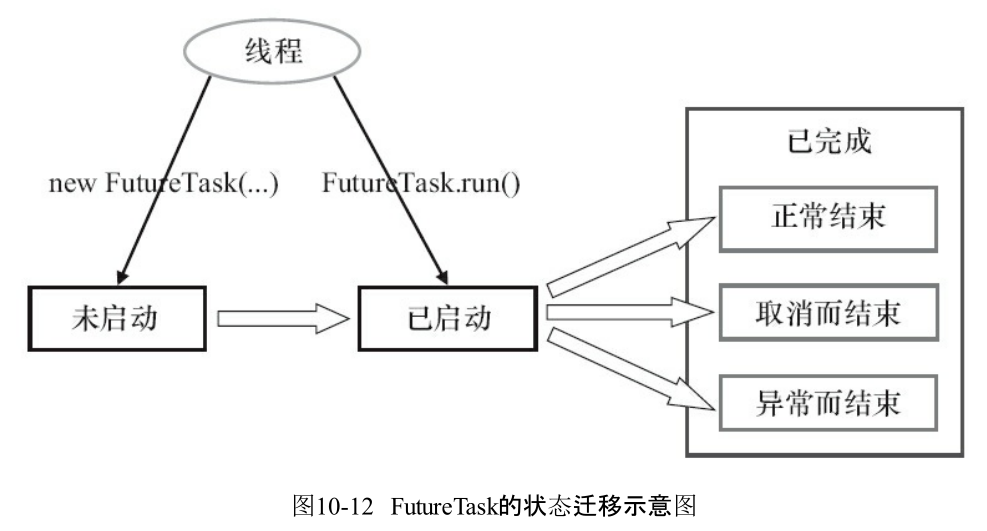 线程
new FutureTask(...)
FutureTask.run()
已完成
正常结束
未启动
已启动
取消而结束
异常而结束
图10-12 FutureTask的状态迁移示意图